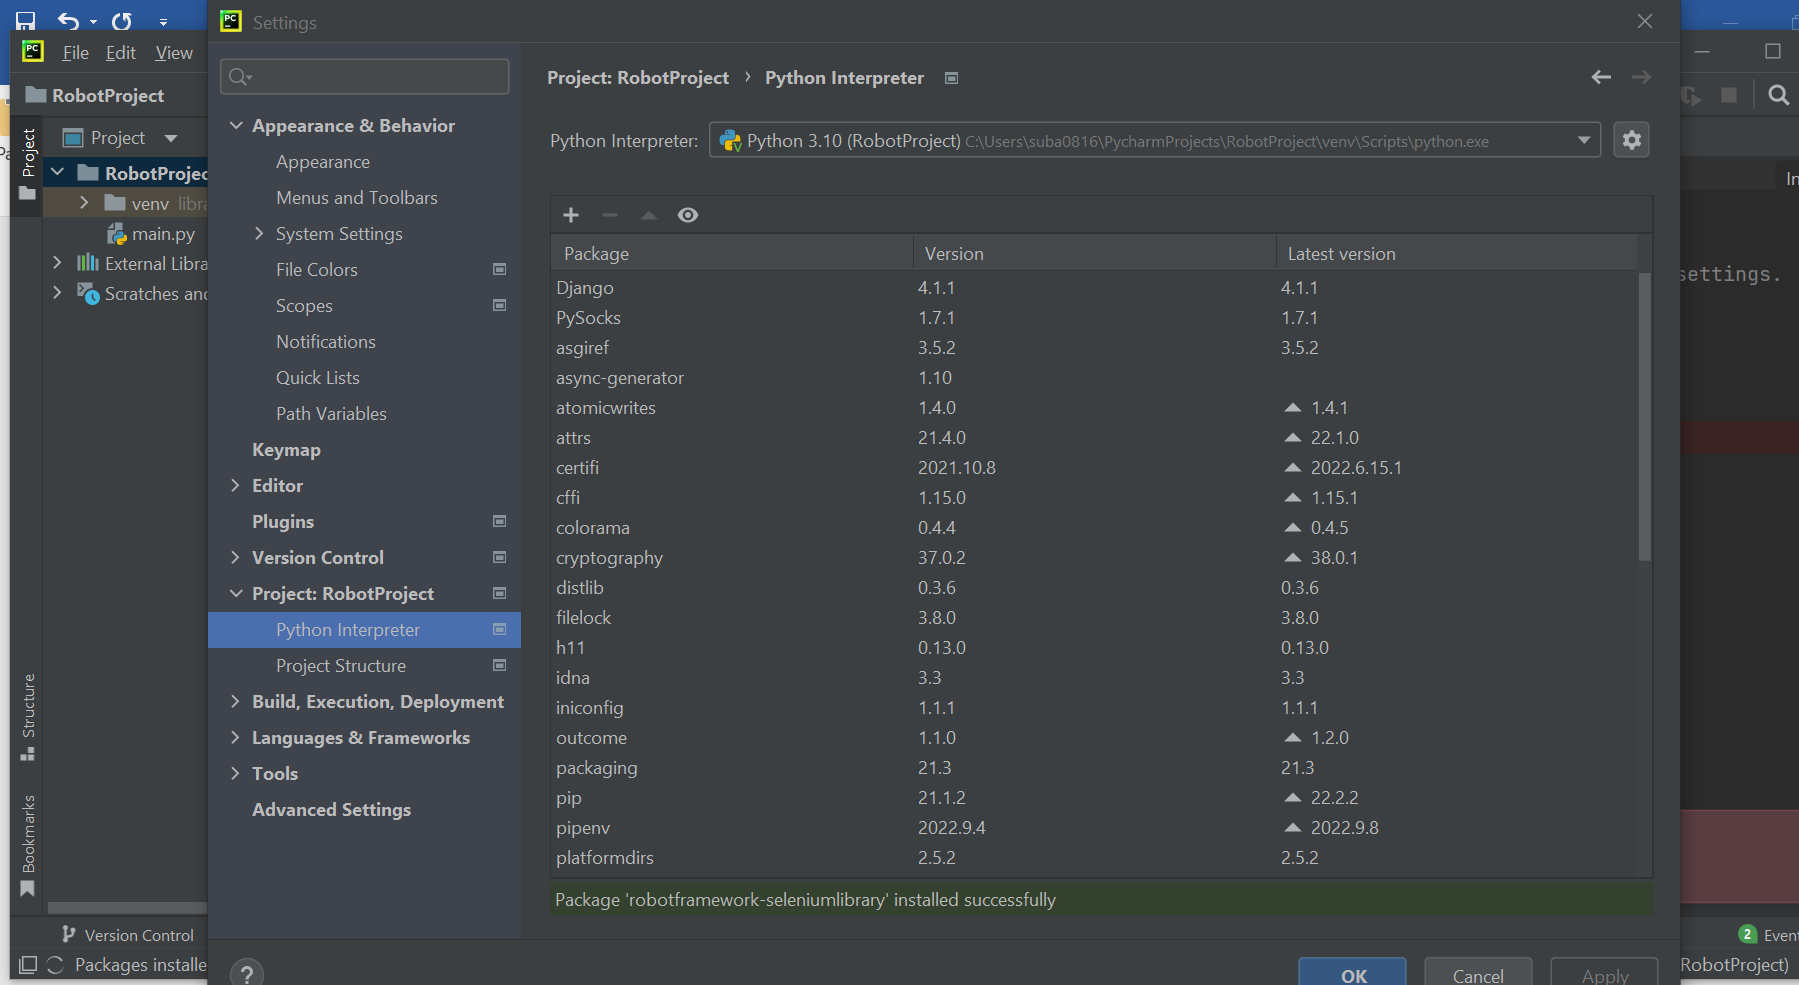 PC Settings
PC File Edit View
RobotProject
Project
Project
RobotProjec
venv libra
main.py
External Libra
Scratches and
Structure
Bookmarks
Version Control
Packages installe
Appearance & Behavior
Appearance
Menus and Toolbars
System Settings
File Colors
Scopes
Notifications
Quick Lists
Path Variables
Keymap
Editor
Plugins
Version Control
Project: RobotProject
Python Interpreter
Project Structure
Build, Execution, Deployment
Languages & Frameworks
Tools
Advanced Settings
?
Project: RobotProject › Python Interpreter
Python Interpreter: Python 3.10 (RobotProject) C:\Users\suba0816\PycharmProjects\RobotProject\venv\Scripts\python.exe
Package Version Latest version
Django 4.1.1 4.1.1
PySocks 1.7.1 1.7.1
asgiref 3.5.2 3.5.2
async-generator 1.10
atomicwrites 1.4.0 1.4.1
attrs 21.4.0 22.1.0
certifi 2021.10.8 2022.6.15.1
cffi 1.15.0 1.15.1
colorama 0.4.4 0.4.5
cryptography 37.0.2 38.0.1
distlib 0.3.6 0.3.6
filelock 3.8.0 3.8.0
h11 0.13.0 0.13.0
idna 3.3 3.3
iniconfig 1.1.1 1.1.1
outcome 1.1.0 1.2.0
packaging 21.3 21.3
pip 21.1.2 22.2.2
pipenv 2022.9.4 2022.9.8
platformdirs 2.5.2 2.5.2
Package 'robotframework-seleniumlibrary' installed successfully
OK Cancel Apply
In
settings.
2 Event
RobotProject)